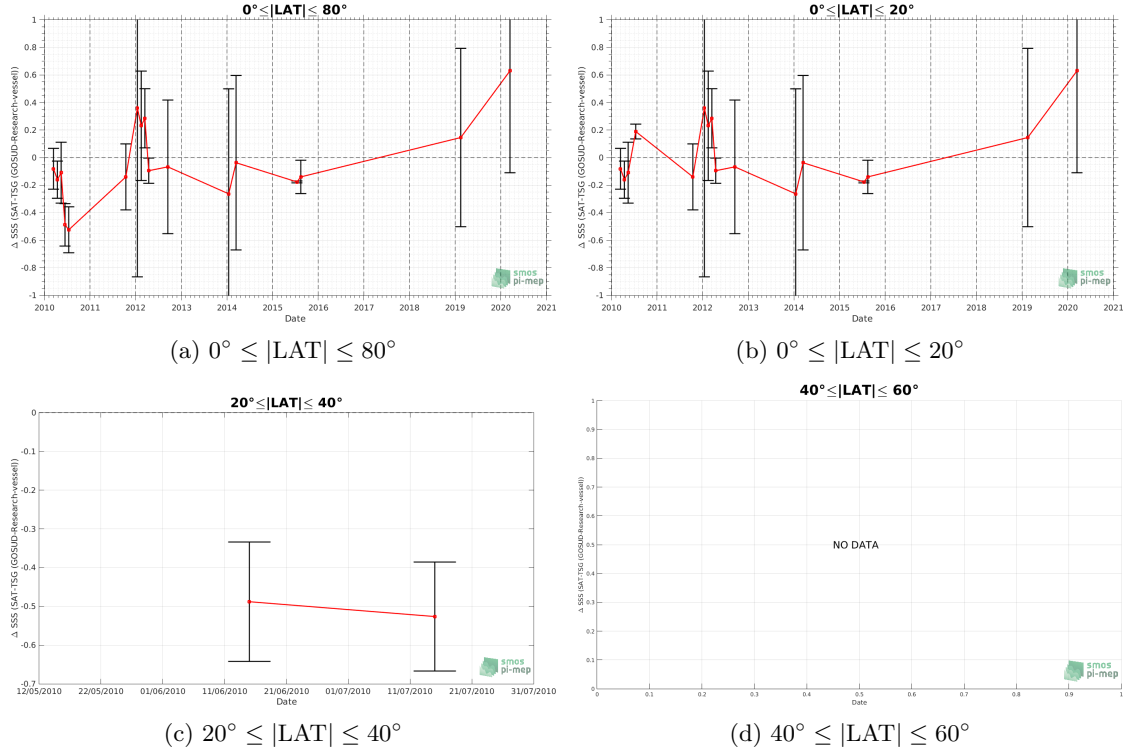 0°≤|LAT|≤ 80°
1
0.8
0.6
0.4
0.2
0
-0.2
-0.4
-0.6
-0.8
-1
Δ SSS (SAT-TSG (GOSUD-Research-vessel))
smos
pi-mep
2010 2011 2012 2013 2014 2015 2016 2017 2018 2019 2020 2021
Date
(a) 0° ≤ |LAT| ≤ 80°
0°≤|LAT|≤ 20°
1
0.8
0.6
0.4
0.2
0
-0.2
-0.4
-0.6
-0.8
-1
Δ SSS (SAT-TSG (GOSUD-Research-vessel))
smos
pi-mep
2010 2011 2012 2013 2014 2015 2016 2017 2018 2019 2020 2021
Date
(b) 0° ≤ |LAT| ≤ 20°
20°≤|LAT|≤ 40°
0
-0.1
-0.2
-0.3
-0.4
-0.5
-0.6
-0.7
Δ SSS (SAT-TSG (GOSUD-Research-vessel))
smos
pi-mep
12/05/2010 22/05/2010 01/06/2010 11/06/2010 21/06/2010 01/07/2010 11/07/2010 21/07/2010 31/07/2010
Date
(c) 20° ≤ |LAT| ≤ 40°
40°≤|LAT|≤ 60°
1
0.9
0.8
0.7
0.6
0.5
0.4
0.3
0.2
0.1
0
Δ SSS (SAT-TSG (GOSUD-Research-vessel))
NO DATA
smos
pi-mep
0 0.1 0.2 0.3 0.4 0.5 0.6 0.7 0.8 0.9 1
Date
(d) 40° ≤ |LAT| ≤ 60°